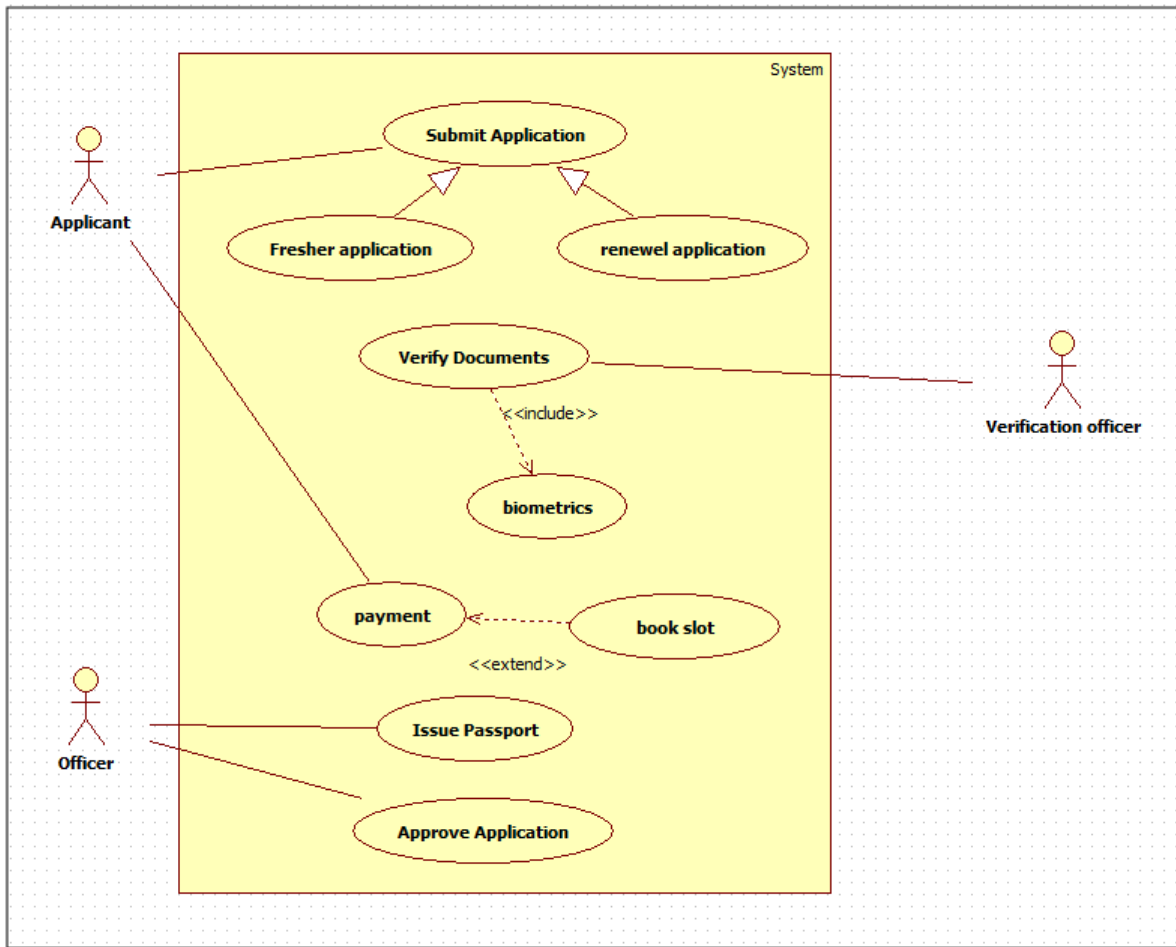 System
Submit Application
Applicant
Fresher application
renewel application
Verify Documents
<<include>>
Verification officer
biometrics
payment
book slot
<<extend>>
Issue Passport
Officer
Approve Application